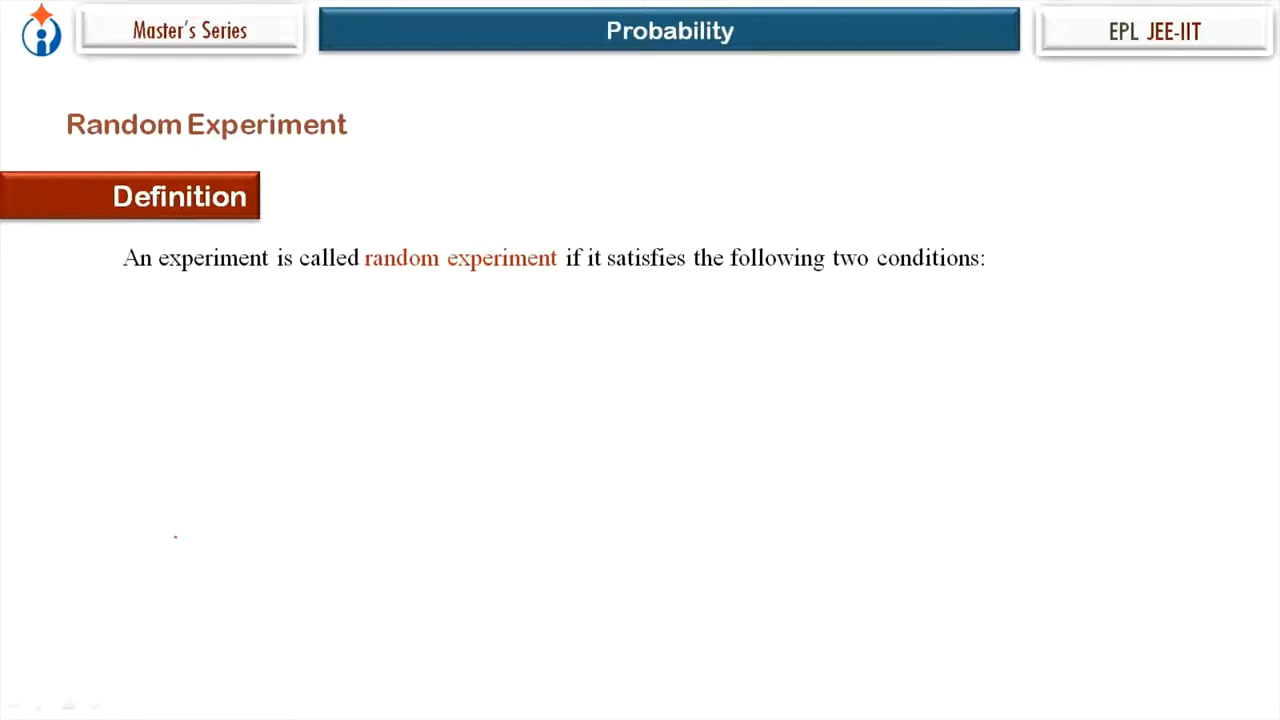 Master's Series
Probability
EPL JEE-IIT
Random Experiment
Definition
An experiment is called random experiment if it satisfies the following two conditions: